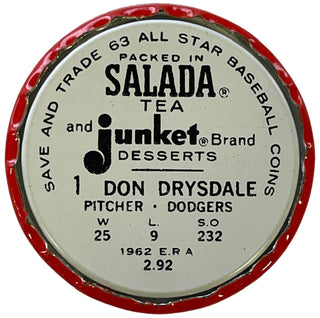 SAVE AND TRADE 63 ALL STAR BASEBALL COINS
PACKED IN
SALADA®
TEA
and junket® Brand
DESSERTS
1 DON DRYSDALE
PITCHER · DODGERS
W L. S.O
25 9 232
1962 E.R A
2.92